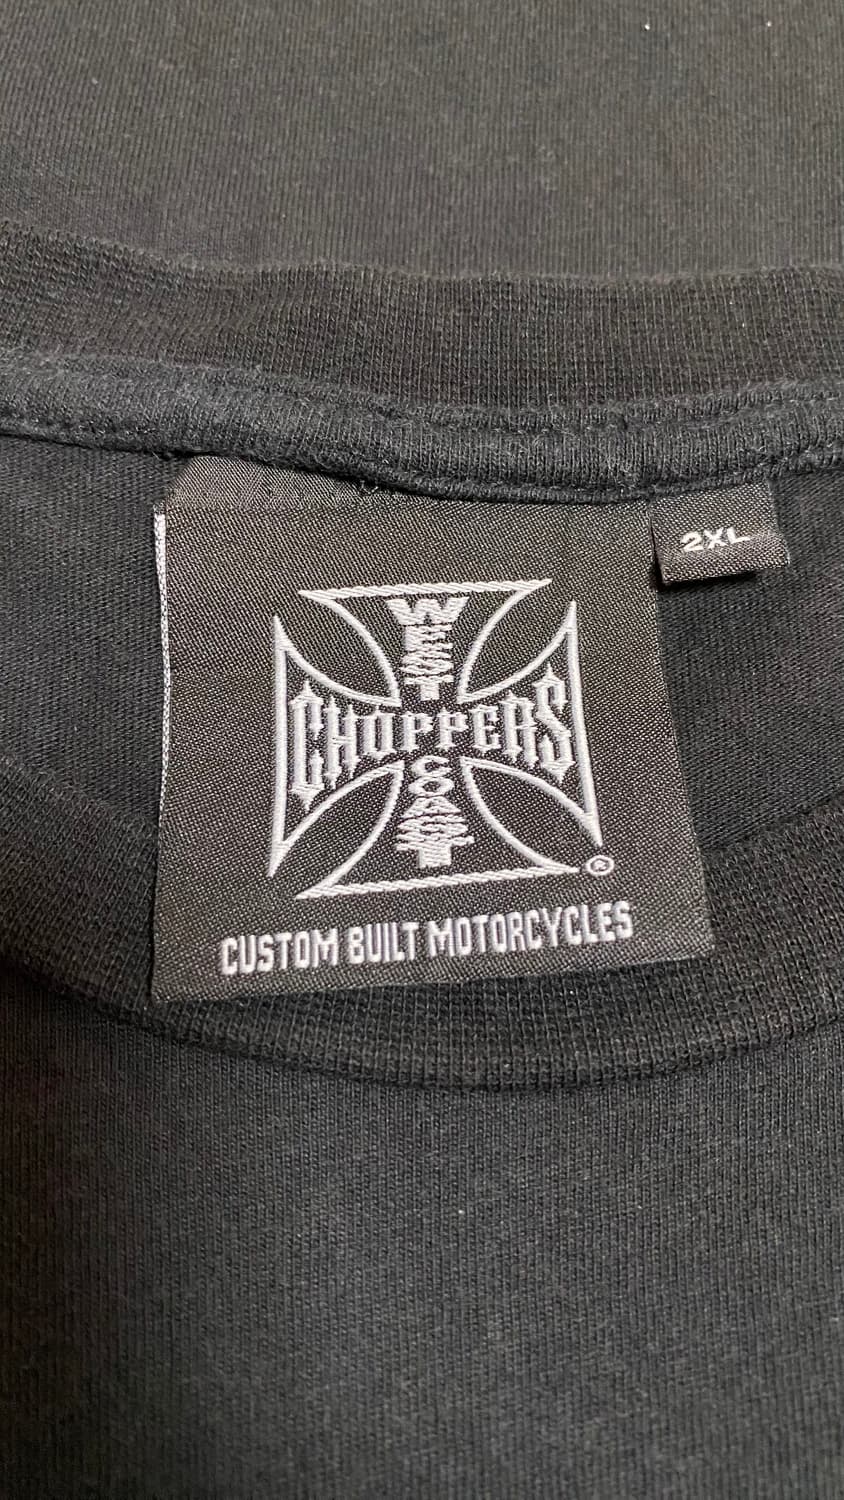 WEST
CHOPPERS
COAST
®
CUSTOM BUILT MOTORCYCLES
2XL